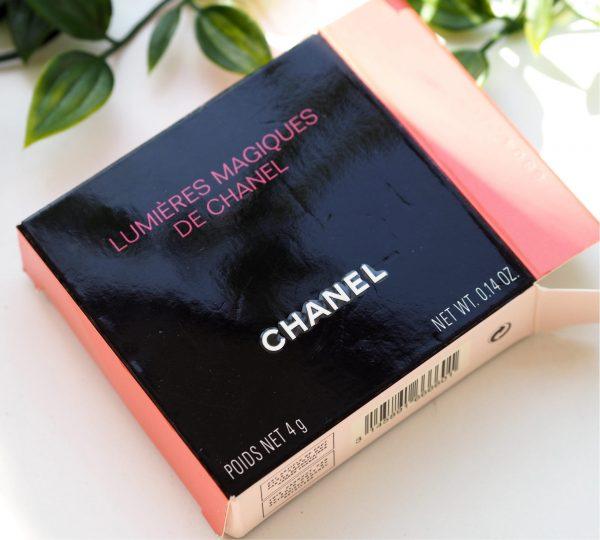 LUMIÈRES MAGIQUES
DE CHANEL
CHANEL
POIDS NET 4 g
NET WT. 0.14 OZ.